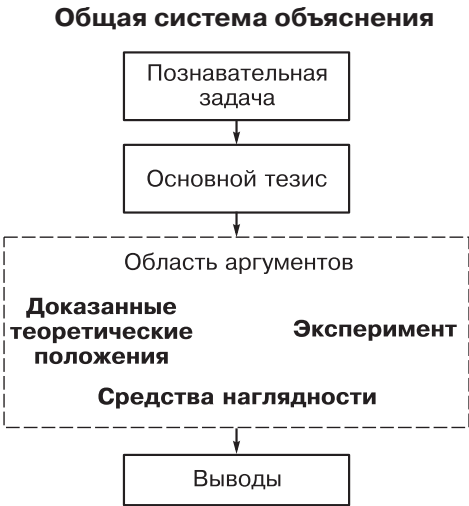 Общая система объяснения
Познавательная
задача
Основной тезис
Область аргументов
Доказанные
теоретические
положения
Эксперимент
Средства наглядности
Выводы